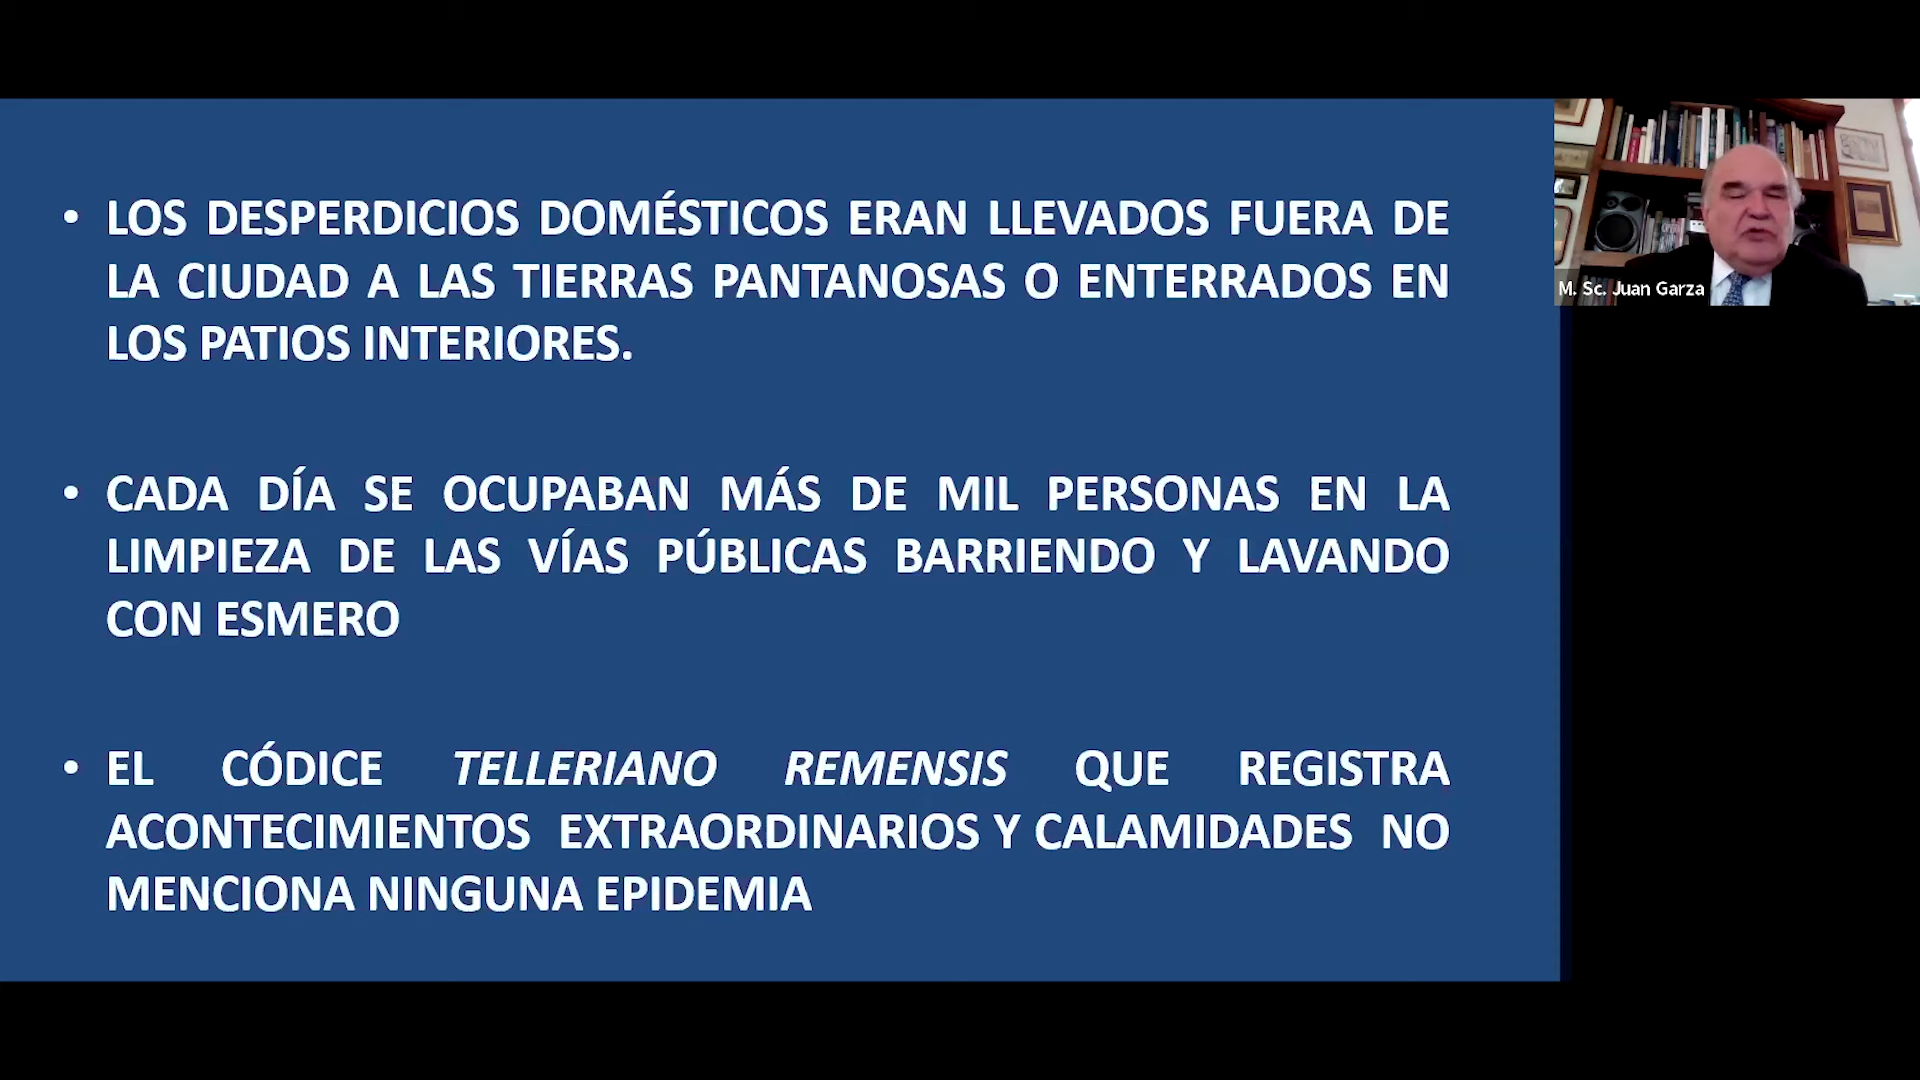 • LOS DESPERDICIOS DOMÉSTICOS ERAN LLEVADOS FUERA DE
LA CIUDAD A LAS TIERRAS PANTANOSAS O ENTERRADOS EN
LOS PATIOS INTERIORES.
• CADA DÍA SE OCUPABAN MÁS DE MIL PERSONAS EN LA
LIMPIEZA DE LAS VÍAS PÚBLICAS BARRIENDO Y LAVANDO
CON ESMERO
• EL CÓDICE TELLERIANO REMENSIS QUE REGISTRA
ACONTECIMIENTOS EXTRAORDINARIOS Y CALAMIDADES NO
MENCIONA NINGUNA EPIDEMIA
M. Sc. Juan Garza